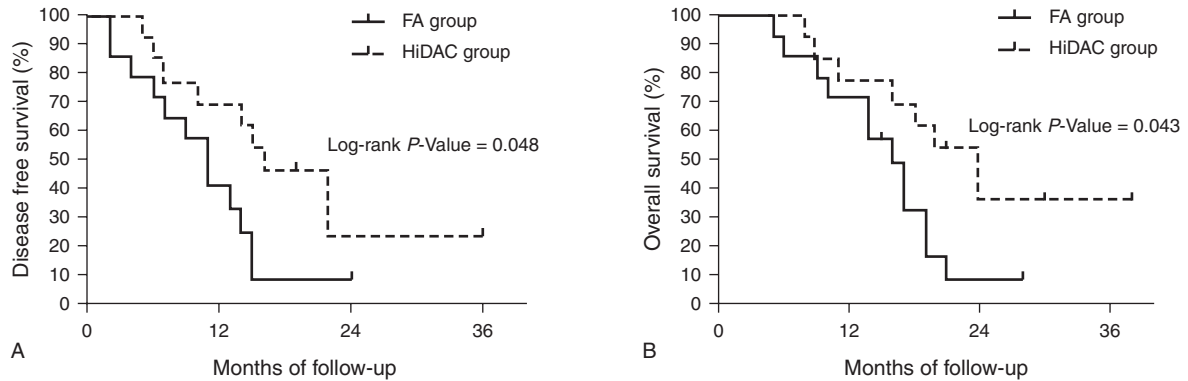 100
90
80
70
60
50
40
30
20
10
0
Disease free survival (%)
FA group
HiDAC group
Log-rank P-Value = 0.048
0
12
24
36
Months of follow-up
A
100
90
80
70
60
50
40
30
20
10
0
Overall survival (%)
FA group
HiDAC group
Log-rank P-Value = 0.043
0
12
24
36
Months of follow-up
B